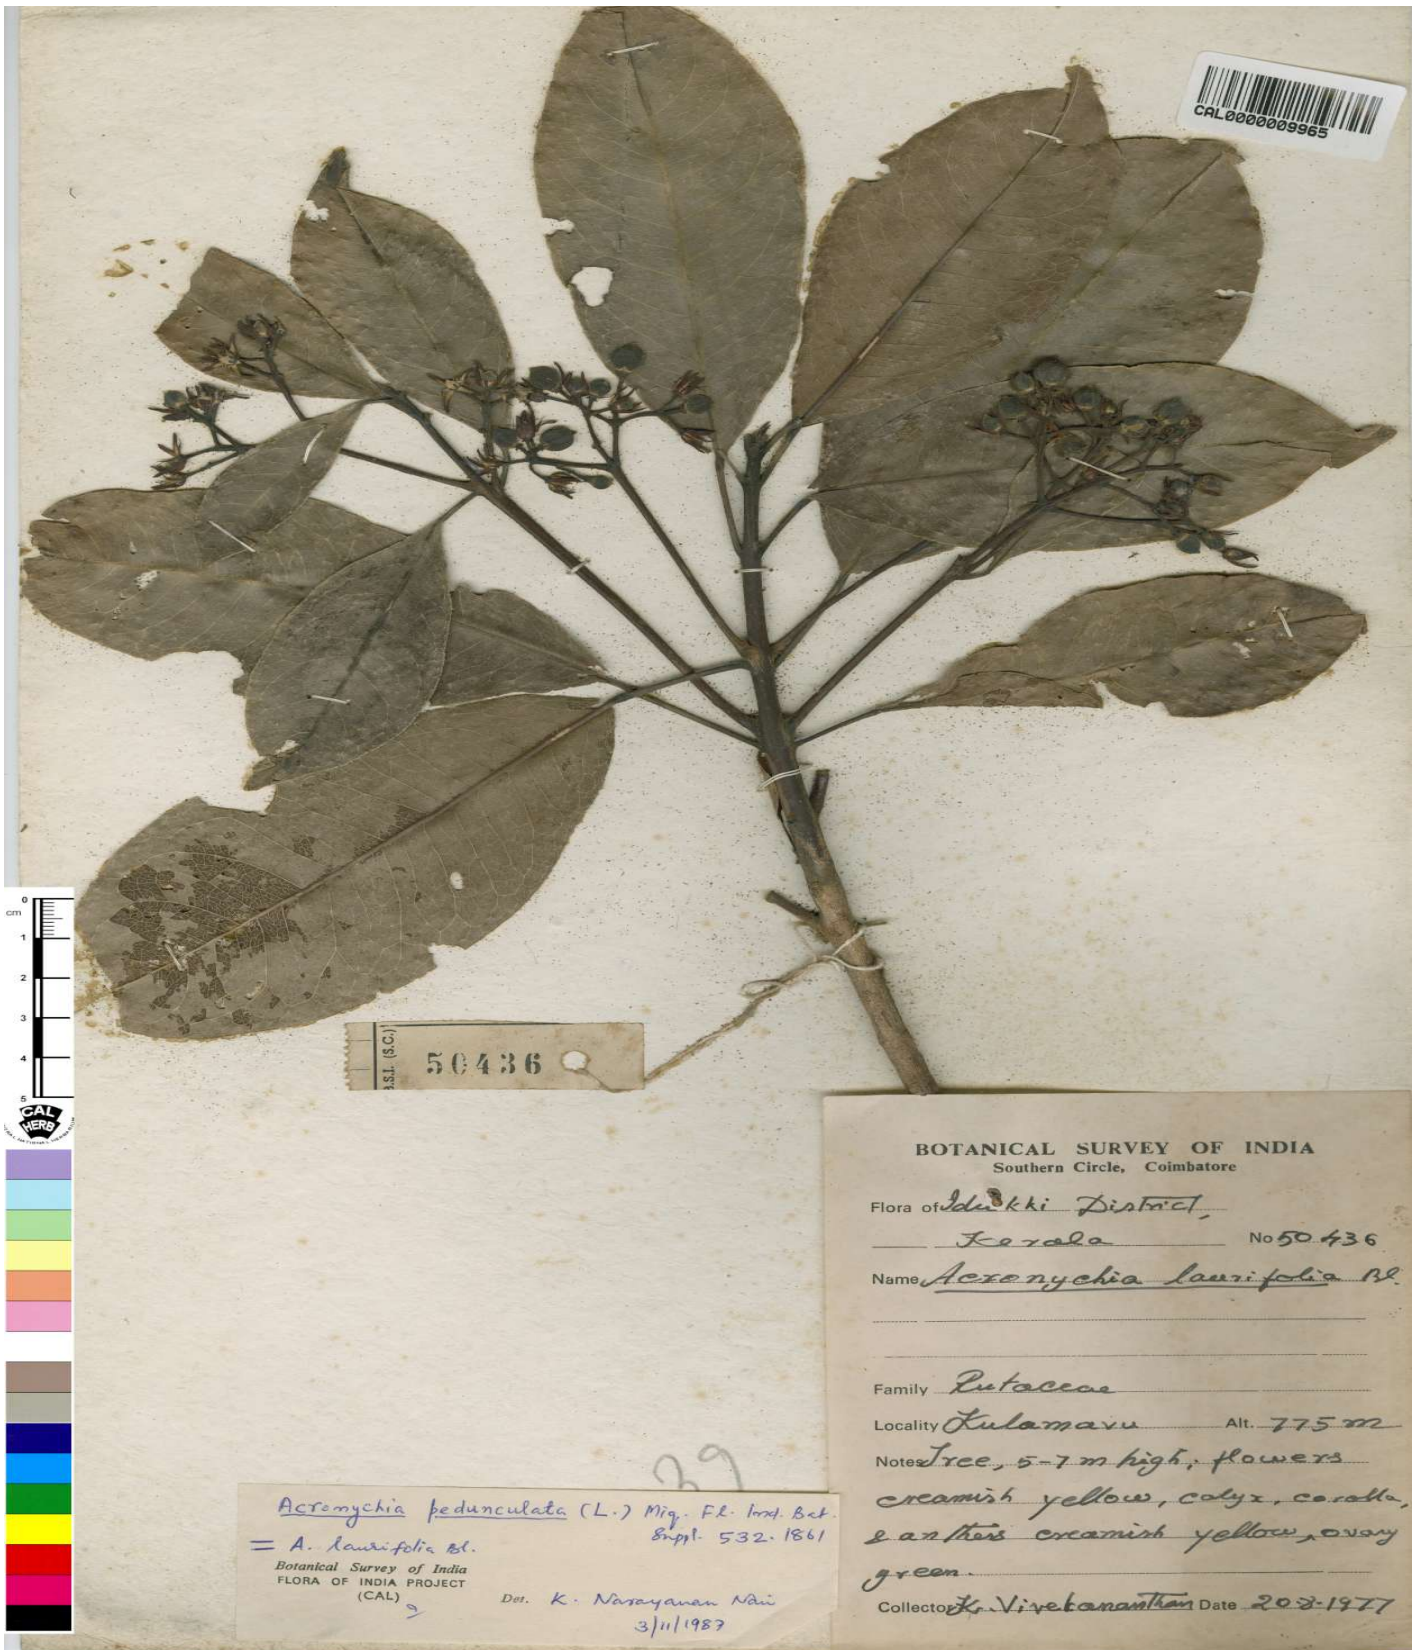 CAL0000009965
0
cm
1
2
3
4
5
CAL
HERB
B.S.I. (S.C.)
50436
BOTANICAL SURVEY OF INDIA
Southern Circle, Coimbatore
Flora of Idukki District,
Kerala No 50436
Name Acronychia laurifolia Bl.
Family Rutaceae
Locality Kulamavu Alt. 775 m
Notes Tree, 5-7 m high; flowers
creamish yellow, calyx, corolla,
& anthers creamish yellow, ovary
green.
Collector K. Vivekananthan Date 20-8-1977
39
Acronychia pedunculata (L.) Miq. Fl. Ind. Bat.
Suppl. 532. 1861
= A. laurifolia Bl.
Botanical Survey of India
FLORA OF INDIA PROJECT
(CAL)
Det. K. Narayanan Nair
3/11/1987